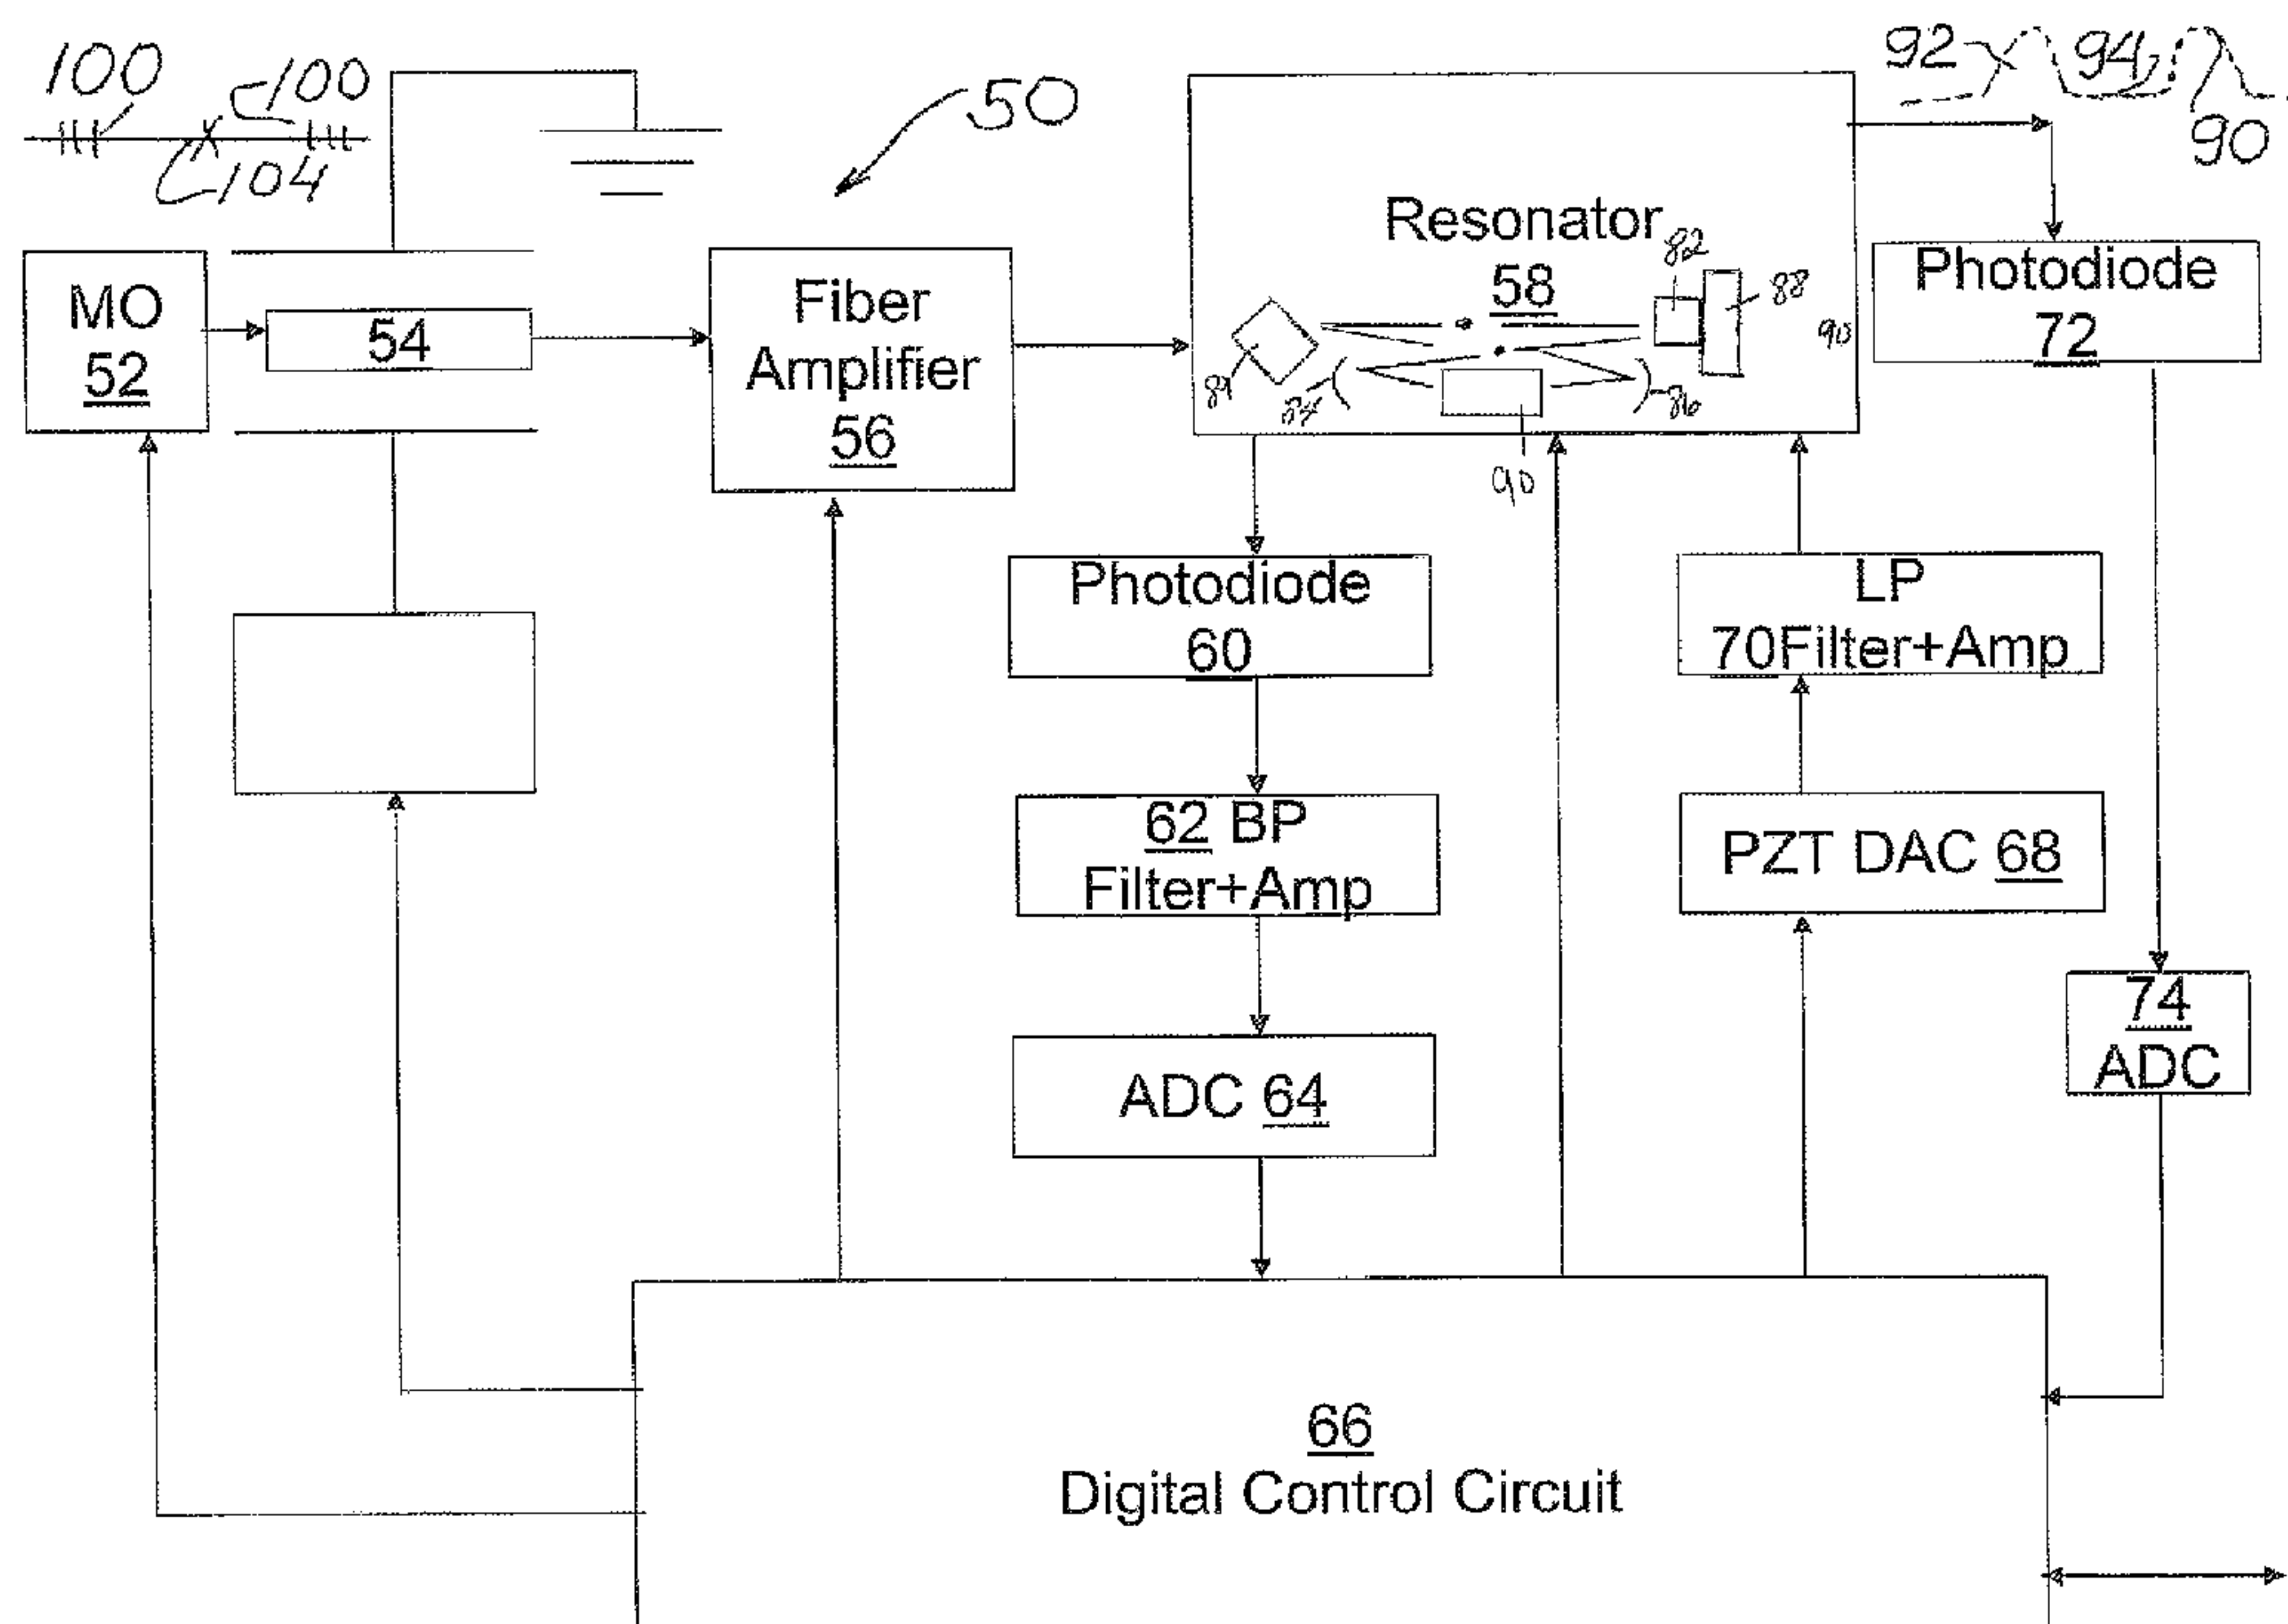 100
100
104
50
92
94
90
MO
52
54
Fiber
Amplifier
56
Resonator
58
82
88
90
84
86
90
Photodiode
72
Photodiode
60
LP
70Filter+Amp
62 BP
Filter+Amp
PZT DAC 68
74
ADC
ADC 64
66
Digital Control Circuit